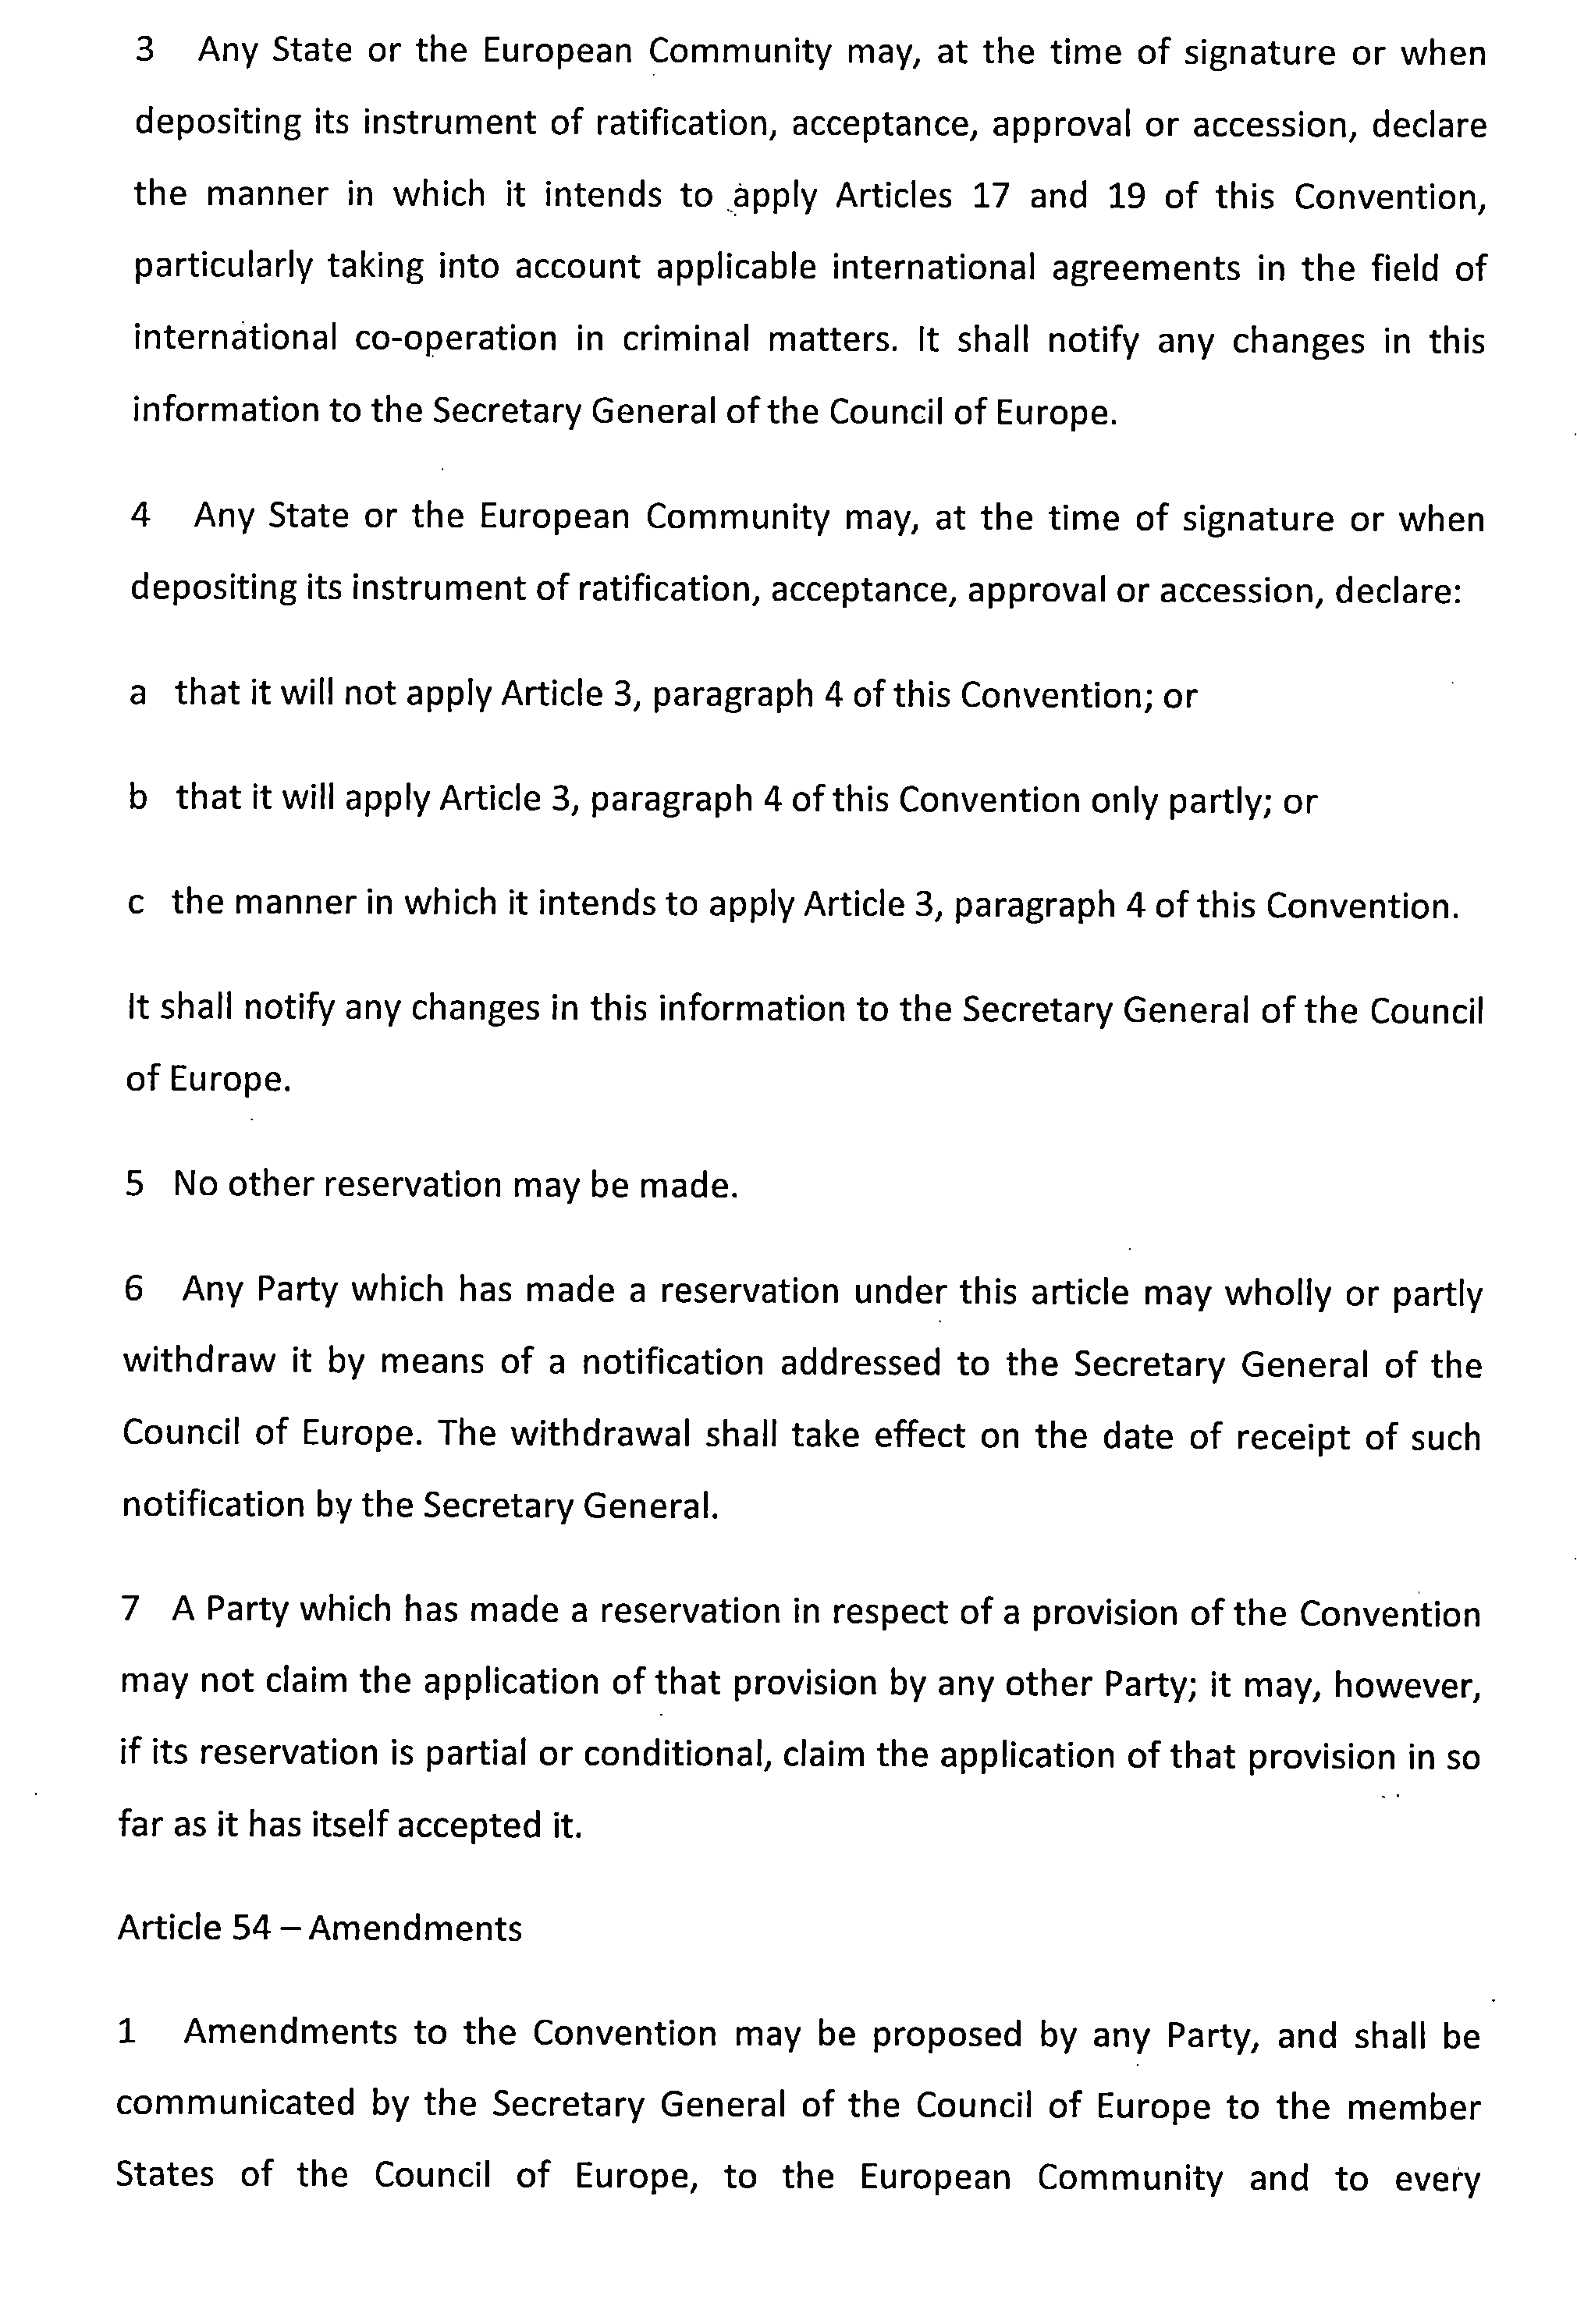 3 Any State or the European Community may, at the time of signature or when
depositing its instrument of ratification, acceptance, approval or accession, declare
the manner in which it intends to apply Articles 17 and 19 of this Convention,
particularly taking into account applicable international agreements in the field of
international co-operation in criminal matters. It shall notify any changes in this
information to the Secretary General of the Council of Europe.
4 Any State or the European Community may, at the time of signature or when
depositing its instrument of ratification, acceptance, approval or accession, declare:
a that it will not apply Article 3, paragraph 4 of this Convention; or
b that it will apply Article 3, paragraph 4 of this Convention only partly; or
c the manner in which it intends to apply Article 3, paragraph 4 of this Convention.
It shall notify any changes in this information to the Secretary General of the Council
of Europe.
5 No other reservation may be made.
6 Any Party which has made a reservation under this article may wholly or partly
withdraw it by means of a notification addressed to the Secretary General of the
Council of Europe. The withdrawal shall take effect on the date of receipt of such
notification by the Secretary General.
7 A Party which has made a reservation in respect of a provision of the Convention
may not claim the application of that provision by any other Party; it may, however,
if its reservation is partial or conditional, claim the application of that provision in so
far as it has itself accepted it.
Article 54 – Amendments
1 Amendments to the Convention may be proposed by any Party, and shall be
communicated by the Secretary General of the Council of Europe to the member
States of the Council of Europe, to the European Community and to every